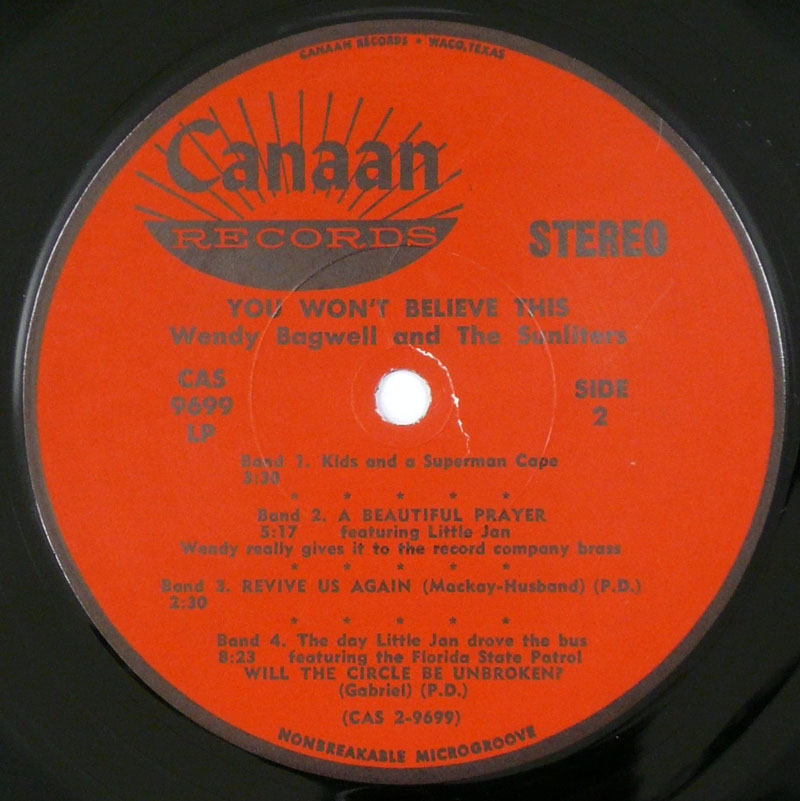 CANAAN RECORDS • WACO, TEXAS
Canaan
RECORDS
STEREO
YOU WON'T BELIEVE THIS
Wendy Bagwell and The Sunliters
CAS
9699
LP
SIDE
2
Band 1. Kids and a Superman Cape
3:30
* * * * *
Band 2. A BEAUTIFUL PRAYER
5:17 featuring Little Jan
Wendy really gives it to the record company brass
* * * * *
Band 3. REVIVE US AGAIN (Mackay-Husband) (P.D.)
2:30
* * * * *
Band 4. The day Little Jan drove the bus
8:23 featuring the Florida State Patrol
WILL THE CIRCLE BE UNBROKEN?
(Gabriel) (P.D.)
(CAS 2-9699)
NONBREAKABLE MICROGROOVE